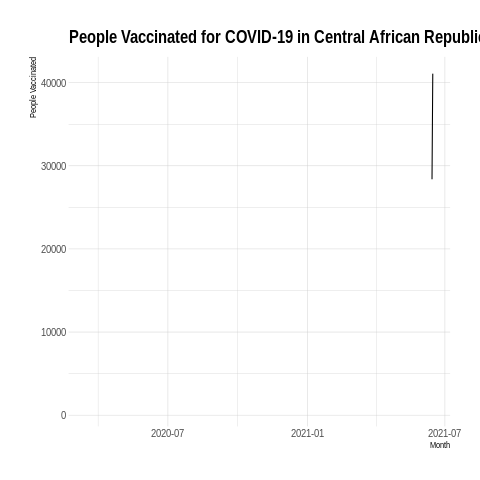 People Vaccinated for COVID-19 in Central African Republi
People Vaccinated
40000
30000
20000
10000
0
2020-07 2021-01 2021-07
Month